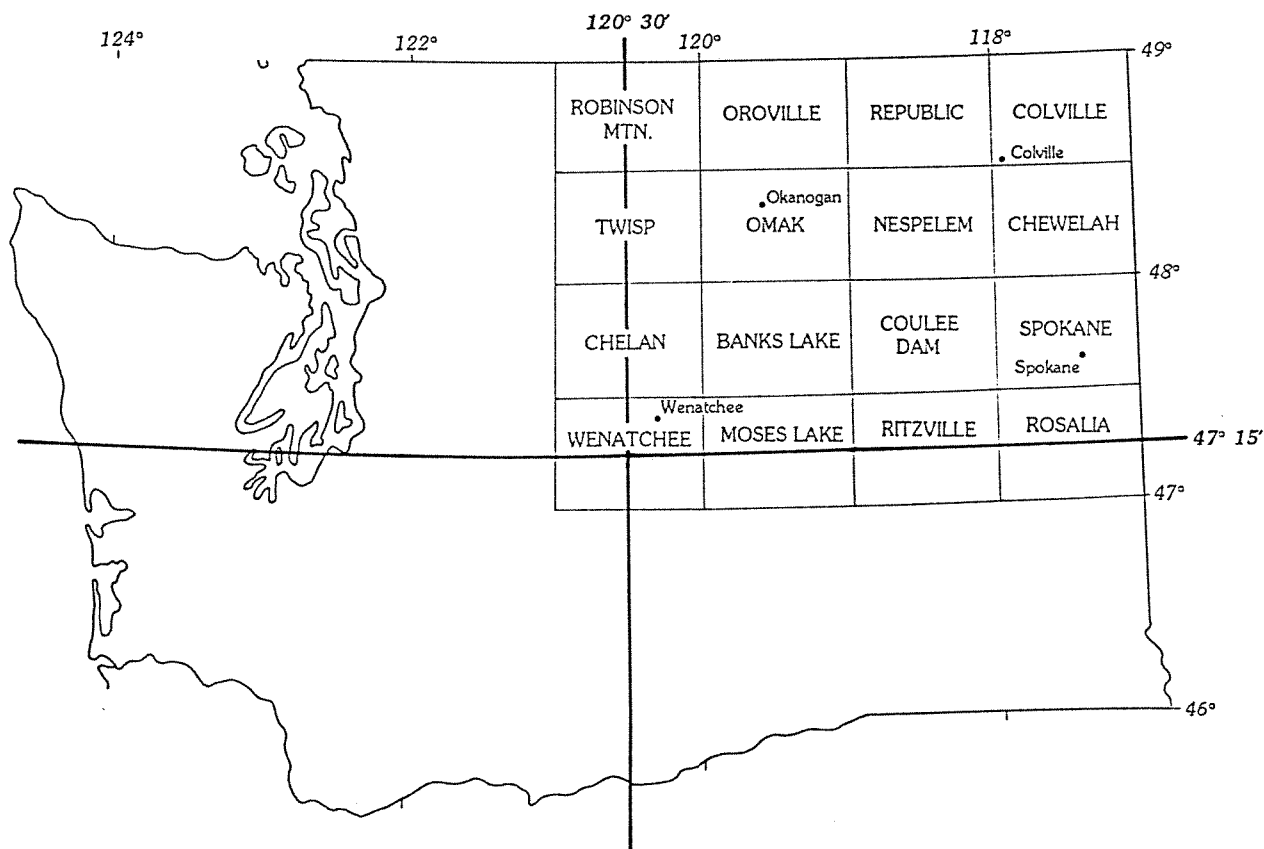 120° 30′
124°
122°
120°
118°
49°
ROBINSON
MTN.
OROVILLE
REPUBLIC
COLVILLE
Colville
Okanogan
TWISP
OMAK
NESPELEM
CHEWELAH
48°
CHELAN
BANKS LAKE
COULEE
DAM
SPOKANE
Spokane
Wenatchee
WENATCHEE
MOSES LAKE
RITZVILLE
ROSALIA
47° 15′
47°
46°